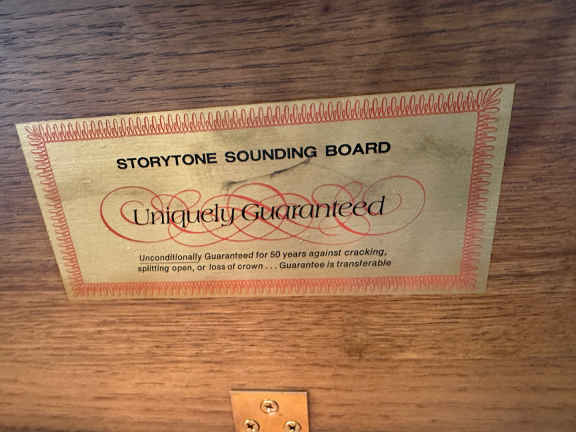 STORYTONE SOUNDING BOARD
Uniquely Guaranteed
Unconditionally Guaranteed for 50 years against cracking,
splitting open, or loss of crown . . . Guarantee is transferable